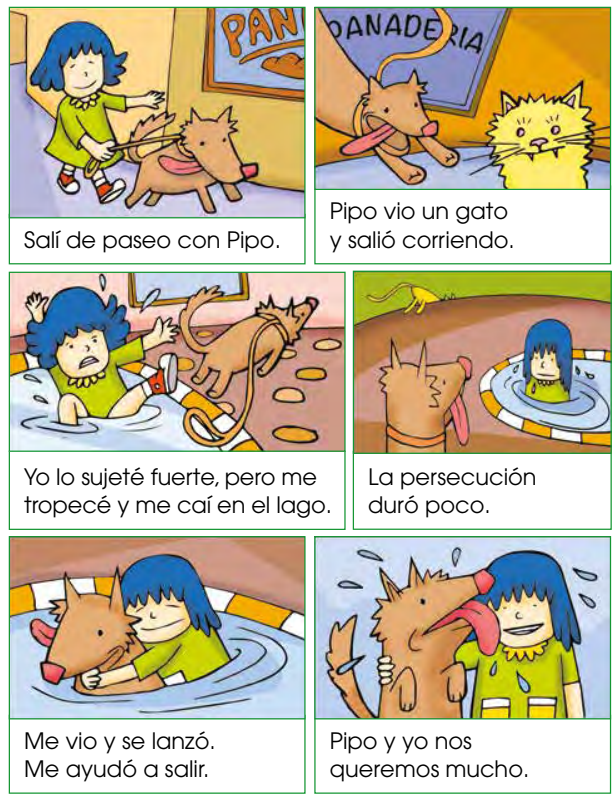 PAN
PANADERIA
Salí de paseo con Pipo.
Pipo vio un gato
y salió corriendo.
Yo lo sujeté fuerte, pero me
tropecé y me caí en el lago.
La persecución
duró poco.
Me vio y se lanzó.
Me ayudó a salir.
Pipo y yo nos
queremos mucho.